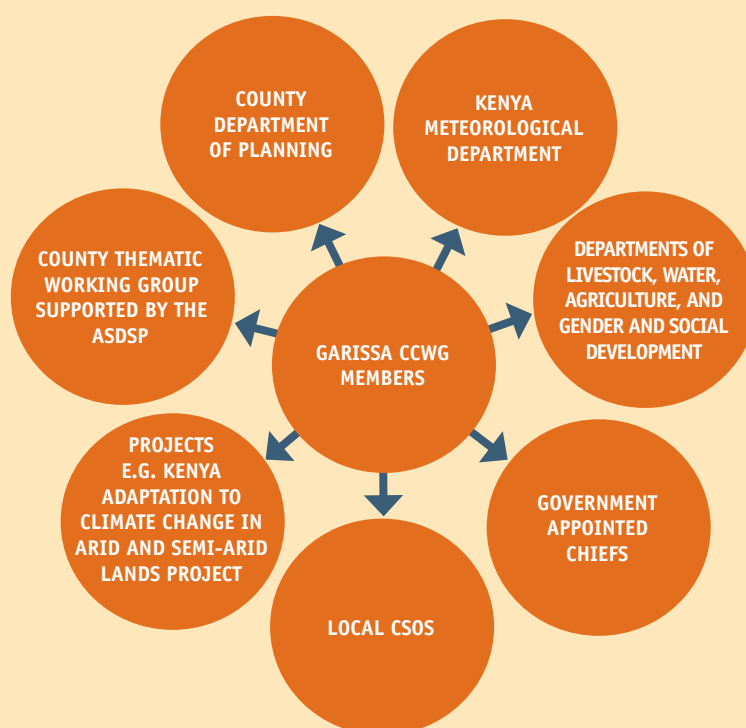 COUNTY
DEPARTMENT
OF PLANNING
KENYA
METEOROLOGICAL
DEPARTMENT
COUNTY THEMATIC
WORKING GROUP
SUPPORTED BY THE
ASDSP
DEPARTMENTS OF
LIVESTOCK, WATER,
AGRICULTURE, AND
GENDER AND SOCIAL
DEVELOPMENT
GARISSA CCWG
MEMBERS
PROJECTS
E.G. KENYA
ADAPTATION TO
CLIMATE CHANGE IN
ARID AND SEMI-ARID
LANDS PROJECT
GOVERNMENT
APPOINTED
CHIEFS
LOCAL CSOS